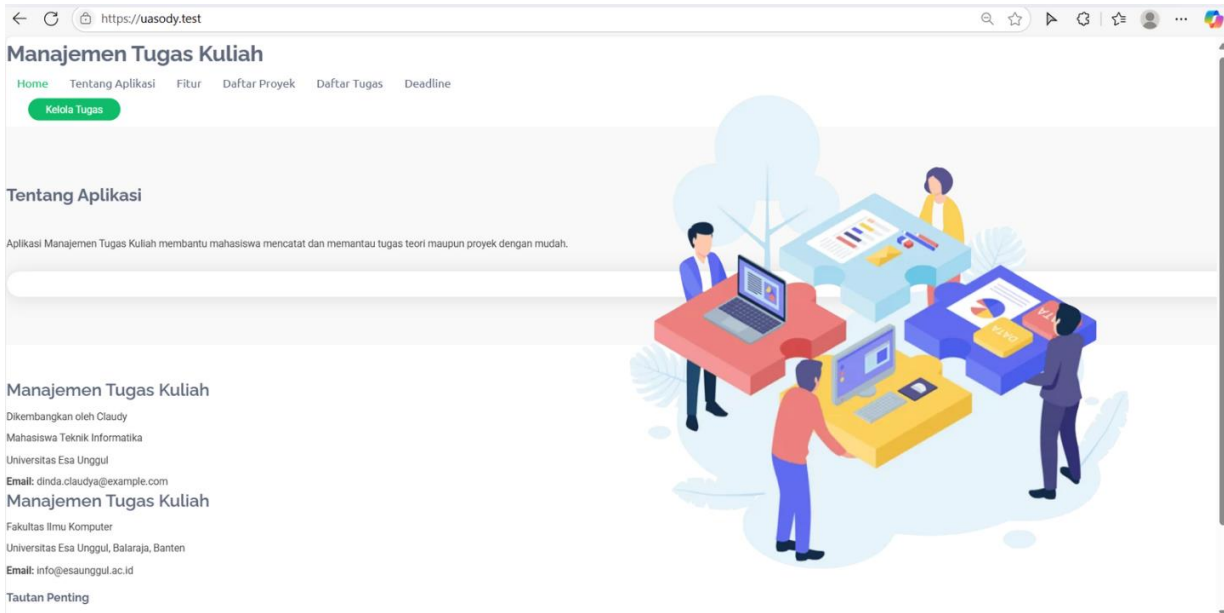 https://uasody.test
Manajemen Tugas Kuliah
Home Tentang Aplikasi Fitur Daftar Proyek Daftar Tugas Deadline
Kelola Tugas
Tentang Aplikasi
Aplikasi Manajemen Tugas Kuliah membantu mahasiswa mencatat dan memantau tugas teori maupun proyek dengan mudah.
DATA
DATA
Manajemen Tugas Kuliah
Dikembangkan oleh Claudy
Mahasiswa Teknik Informatika
Universitas Esa Unggul
Email: dinda.claudya@example.com
Manajemen Tugas Kuliah
Fakultas Ilmu Komputer
Universitas Esa Unggul, Balaraja, Banten
Email: info@esaunggul.ac.id
Tautan Penting